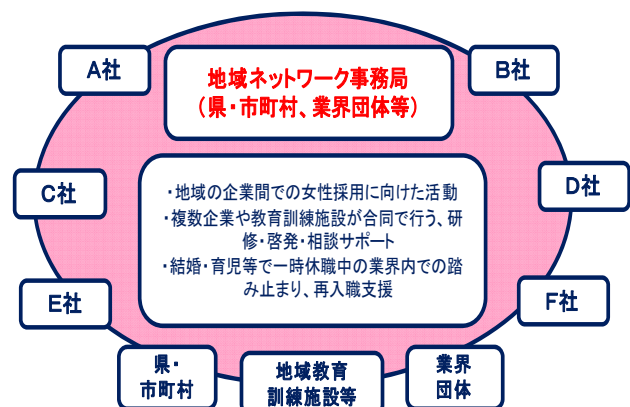 A社
地域ネットワーク事務局
（県・市町村、業界団体等）
B社
C社
・地域の企業間での女性採用に向けた活動
・複数企業や教育訓練施設が合同で行う、研
修・啓発・相談サポート
・結婚・育児等で一時休職中の業界内での踏
み止まり、再入職支援
D社
E社
F社
県・
市町村
地域教育
訓練施設等
業界
団体